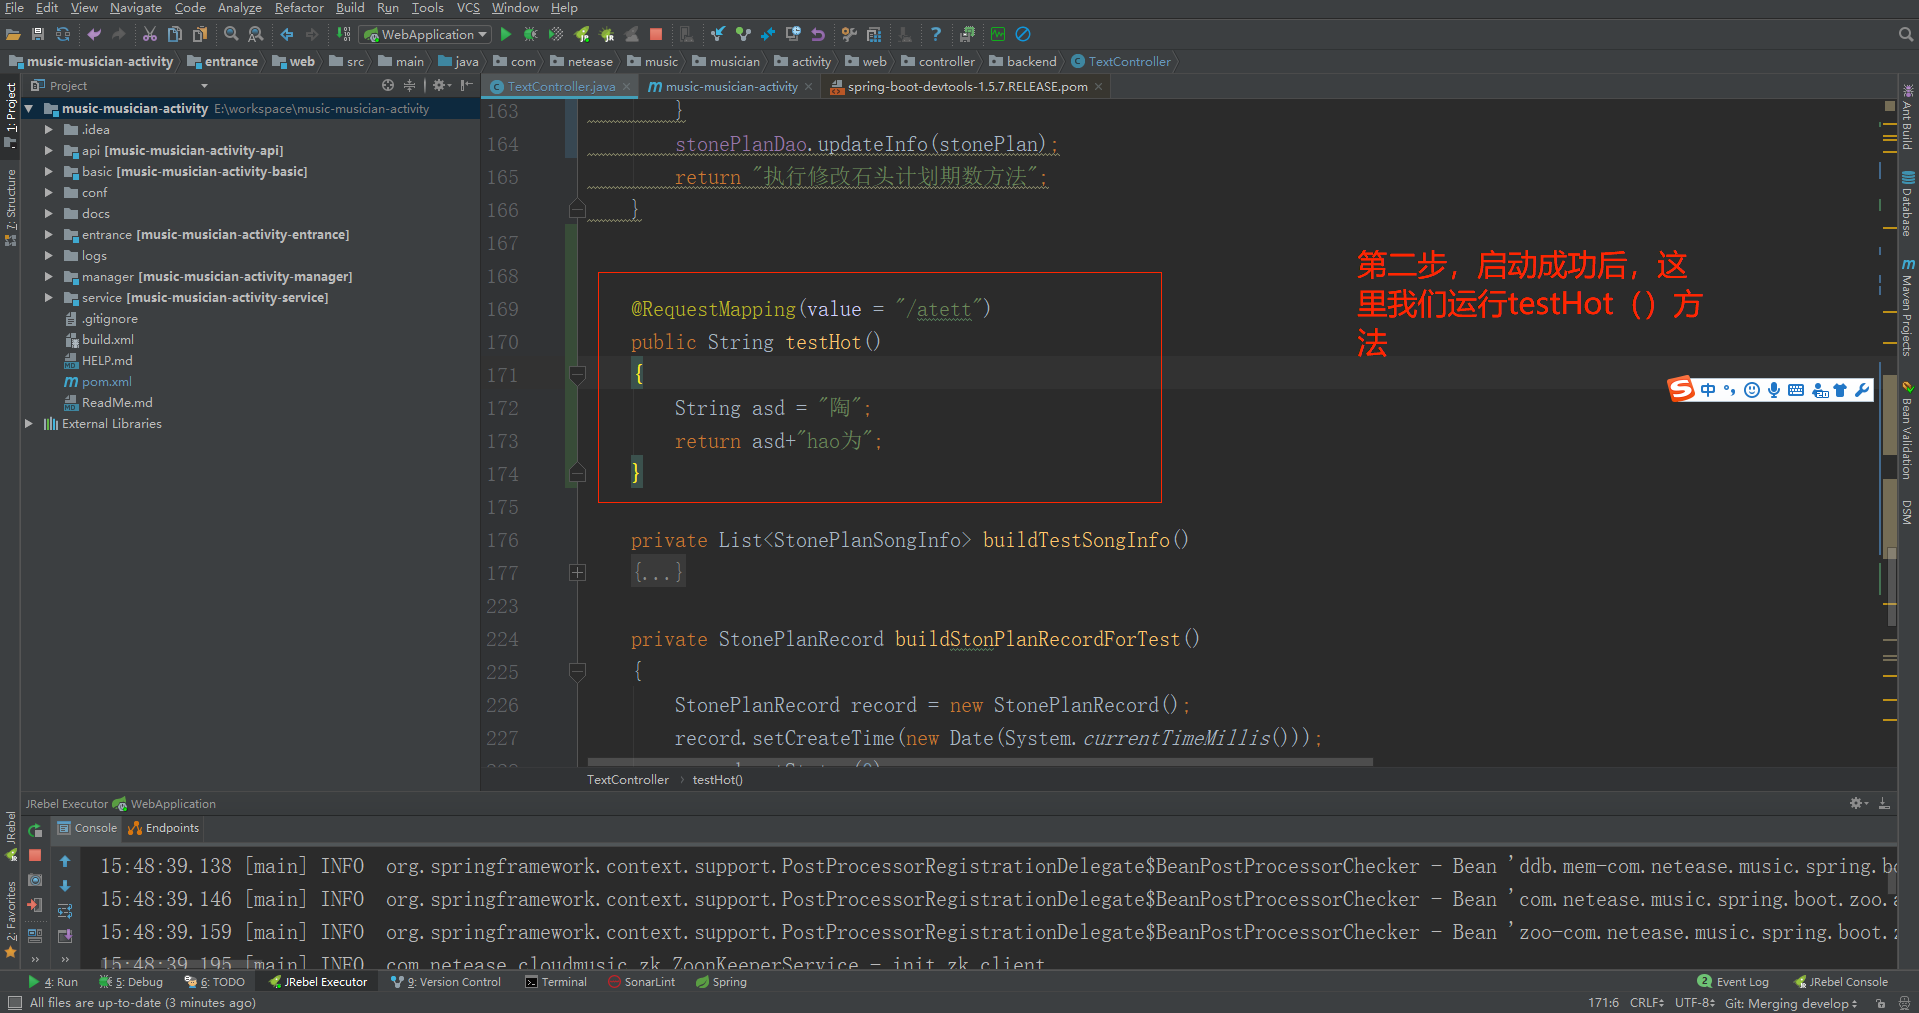 File Edit View Navigate Code Analyze Refactor Build Run Tools VCS Window Help
WebApplication
music-musician-activity entrance web src main java com netease music musician activity web controller backend TextController
Project
TextController.java music-musician-activity spring-boot-devtools-1.5.7.RELEASE.pom
1: Project
7: Structure
JRebel
2: Favorites
music-musician-activity E:\workspace\music-musician-activity
.idea
api [music-musician-activity-api]
basic [music-musician-activity-basic]
conf
docs
entrance [music-musician-activity-entrance]
logs
manager [music-musician-activity-manager]
service [music-musician-activity-service]
.gitignore
build.xml
HELP.md
pom.xml
ReadMe.md
External Libraries
163 }
164 stonePlanDao.updateInfo(stonePlan);
165 return "执行修改石头计划期数方法";
166 }
167
168
169 @RequestMapping(value = "/atett")
170 public String testHot()
171 {
172 String asd = "陶";
173 return asd+"hao为";
174 }
175
176 private List<StonePlanSongInfo> buildTestSongInfo()
177 {...}
223
224 private StonePlanRecord buildStonPlanRecordForTest()
225 {
226 StonePlanRecord record = new StonePlanRecord();
227 record.setCreateTime(new Date(System.currentTimeMillis()));
第二步，启动成功后，这
里我们运行testHot（）方
法
中
Ant Build
Database
Maven Projects
Bean Validation
DSM
TextController testHot()
JRebel Executor WebApplication
Console Endpoints
15:48:39.138 [main] INFO org.springframework.context.support.PostProcessorRegistrationDelegate$BeanPostProcessorChecker - Bean 'ddb.mem-com.netease.music.spring.bo
15:48:39.146 [main] INFO org.springframework.context.support.PostProcessorRegistrationDelegate$BeanPostProcessorChecker - Bean 'com.netease.music.spring.boot.zoo.a
15:48:39.159 [main] INFO org.springframework.context.support.PostProcessorRegistrationDelegate$BeanPostProcessorChecker - Bean 'zoo-com.netease.music.spring.boot.z
15:48:39.195 [main] INFO com.netease.cloudmusic.zk.ZoonKeeperService - init zk client
4: Run 5: Debug 6: TODO JRebel Executor 9: Version Control Terminal SonarLint Spring 2 Event Log JRebel Console
All files are up-to-date (3 minutes ago) 171:6 CRLF UTF-8 Git: Merging develop